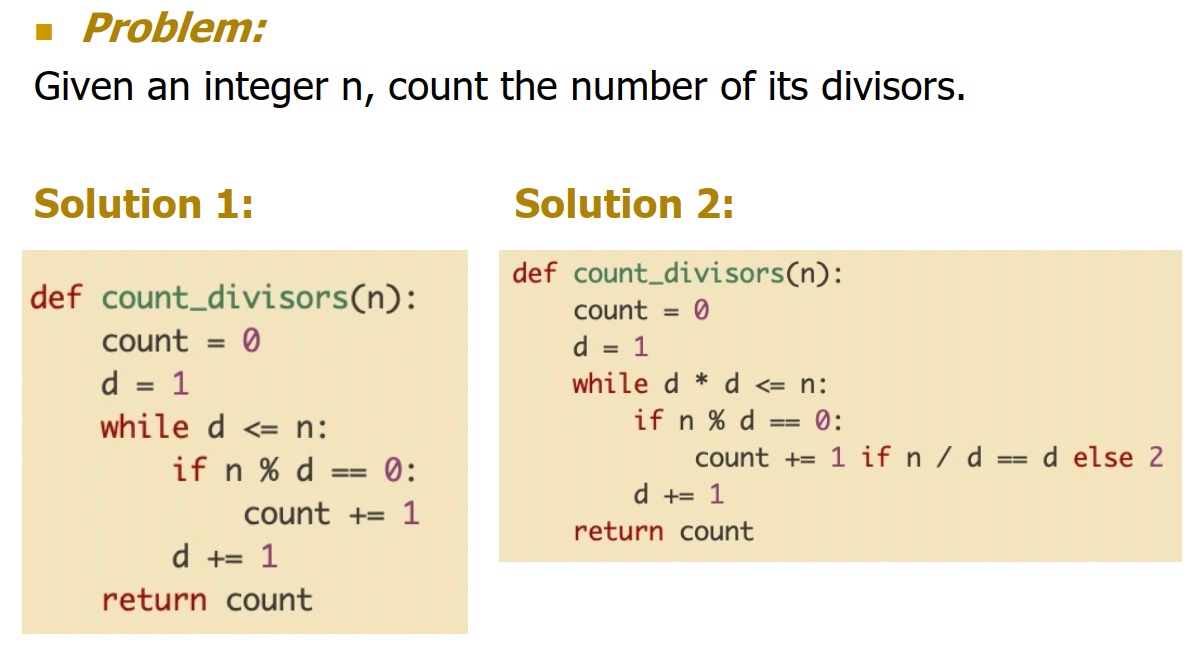 Problem:
Given an integer n, count the number of its divisors.
Solution 1:
def count_divisors(n):
    count = 0
    d = 1
    while d <= n:
        if n % d == 0:
            count += 1
        d += 1
    return count
Solution 2:
def count_divisors(n):
    count = 0
    d = 1
    while d * d <= n:
        if n % d == 0:
            count += 1 if n / d == d else 2
        d += 1
    return count